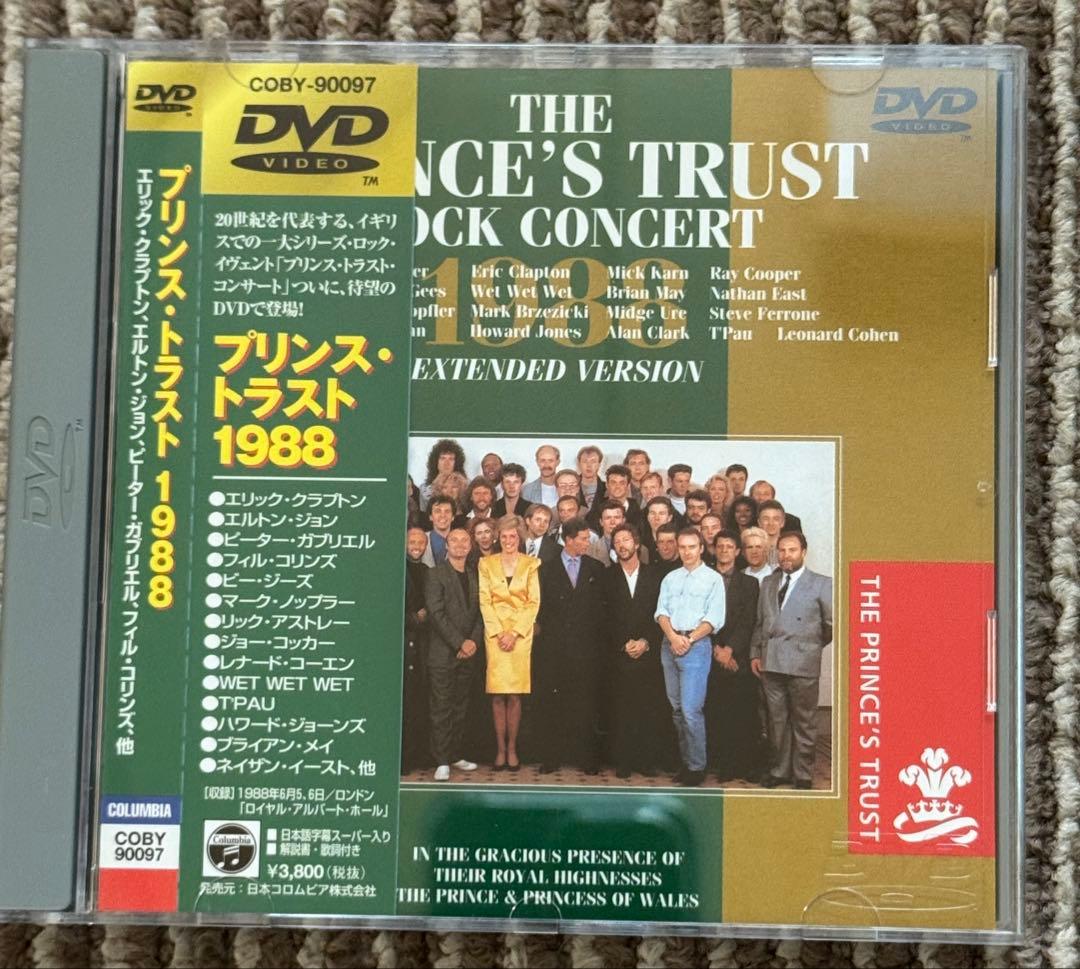 DVD
VIDEO
プリンス・トラスト 1988
エリック・クラプトン、エルトン・ジョン、ピーター・ガブリエル、フィル・コリンズ、他
COLUMBIA
COBY
90097
COBY-90097
DVD
VIDEO
TM
20世紀を代表する、イギリ
スでの一大シリーズ・ロック・
イヴェント「プリンス・トラスト・
コンサート」ついに、待望の
DVDで登場!
プリンス・
トラスト
1988
●エリック・クラプトン
●エルトン・ジョン
●ピーター・ガブリエル
●フィル・コリンズ
●ビー・ジーズ
●マーク・ノップラー
●リック・アストレー
●ジョー・コッカー
●レナード・コーエン
●WET WET WET
●T'PAU
●ハワード・ジョーンズ
●ブライアン・メイ
●ネイザン・イースト、他
[収録]1988年6月5、6日/ロンドン
「ロイヤル・アルバート・ホール」
Columbia
■日本語字幕スーパー入り
■解説書・歌詞付き
¥3,800(税抜)
発売元:日本コロムビア株式会社
THE
NCE'S TRUST
OCK CONCERT
1988
er Eric Clapton Mick Karn Ray Cooper
Gees Wet Wet Wet Brian May Nathan East
opfler Mark Brzezicki Midge Ure Steve Ferrone
n Howard Jones Alan Clark T'Pau Leonard Cohen
EXTENDED VERSION
DVD
VIDEO
TM
THE PRINCE'S TRUST
IN THE GRACIOUS PRESENCE OF
THEIR ROYAL HIGHNESSES
THE PRINCE & PRINCESS OF WALES
DVD
TM